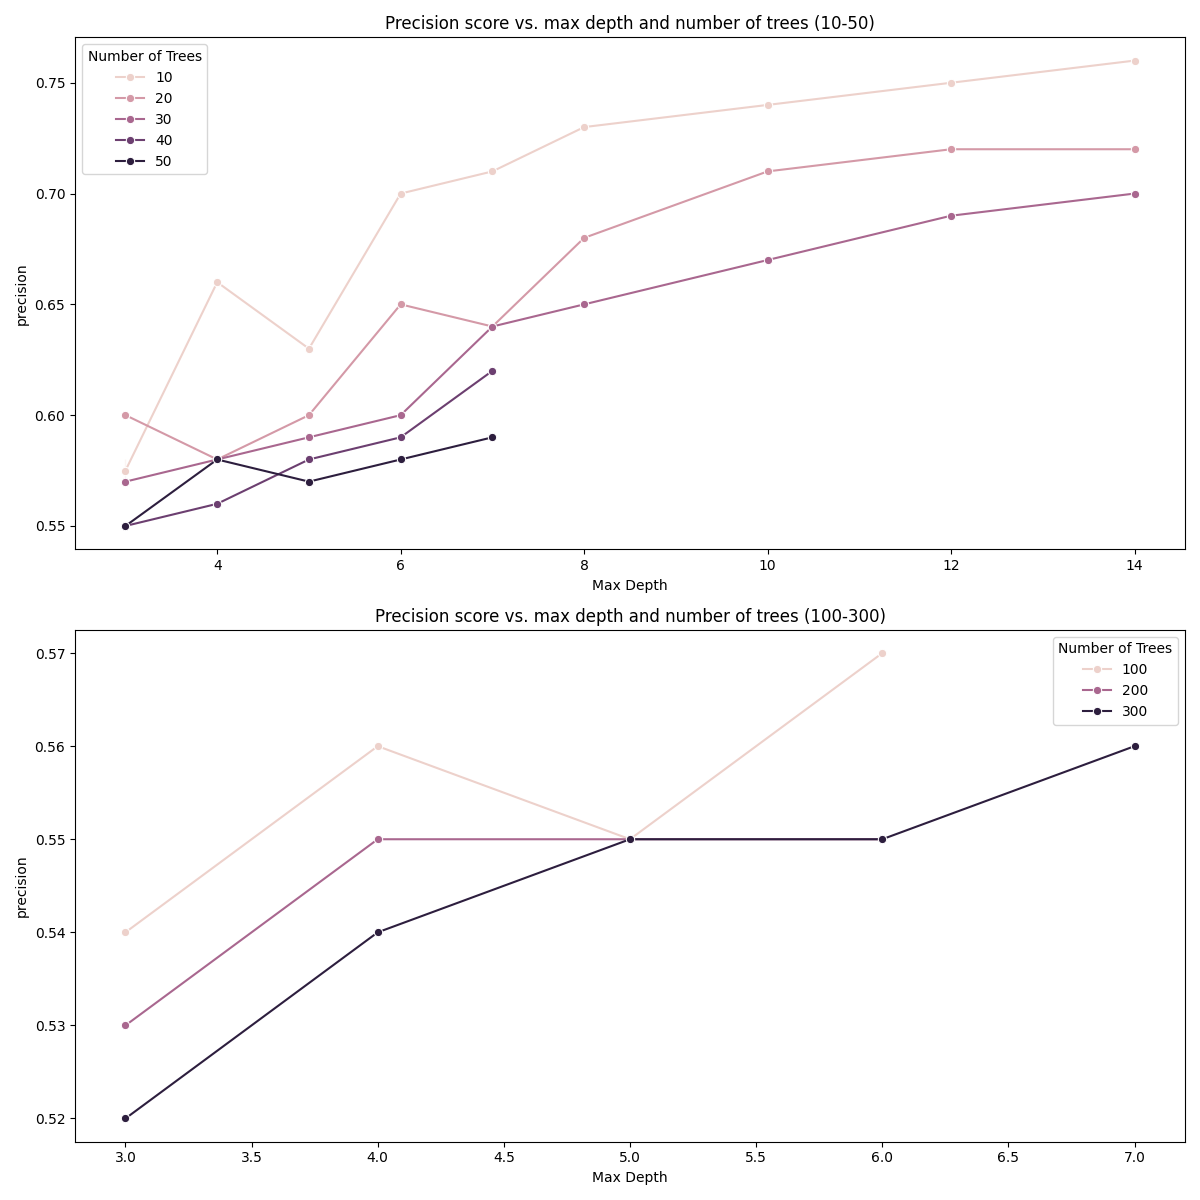 Precision score vs. max depth and number of trees (10-50)
Number of Trees
10
20
30
40
50
0.75
0.70
0.65
0.60
0.55
precision
4 6 8 10 12 14
Max Depth
Precision score vs. max depth and number of trees (100-300)
Number of Trees
100
200
300
0.57
0.56
0.55
0.54
0.53
0.52
precision
3.0 3.5 4.0 4.5 5.0 5.5 6.0 6.5 7.0
Max Depth